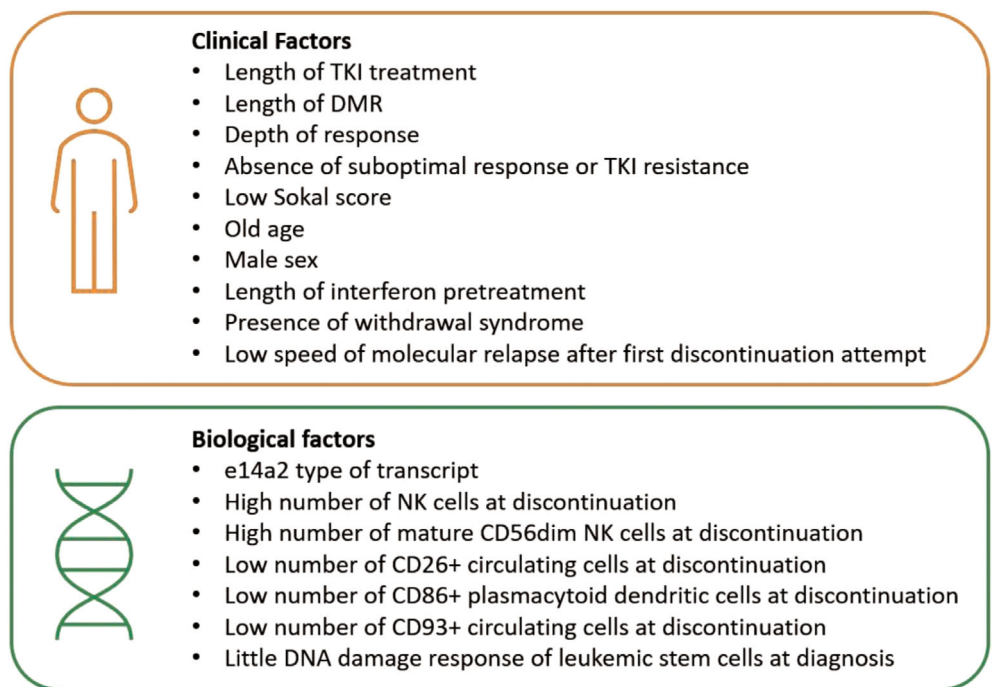 Clinical Factors
• Length of TKI treatment
• Length of DMR
• Depth of response
• Absence of suboptimal response or TKI resistance
• Low Sokal score
• Old age
• Male sex
• Length of interferon pretreatment
• Presence of withdrawal syndrome
• Low speed of molecular relapse after first discontinuation attempt
Biological factors
• e14a2 type of transcript
• High number of NK cells at discontinuation
• High number of mature CD56dim NK cells at discontinuation
• Low number of CD26+ circulating cells at discontinuation
• Low number of CD86+ plasmacytoid dendritic cells at discontinuation
• Low number of CD93+ circulating cells at discontinuation
• Little DNA damage response of leukemic stem cells at diagnosis